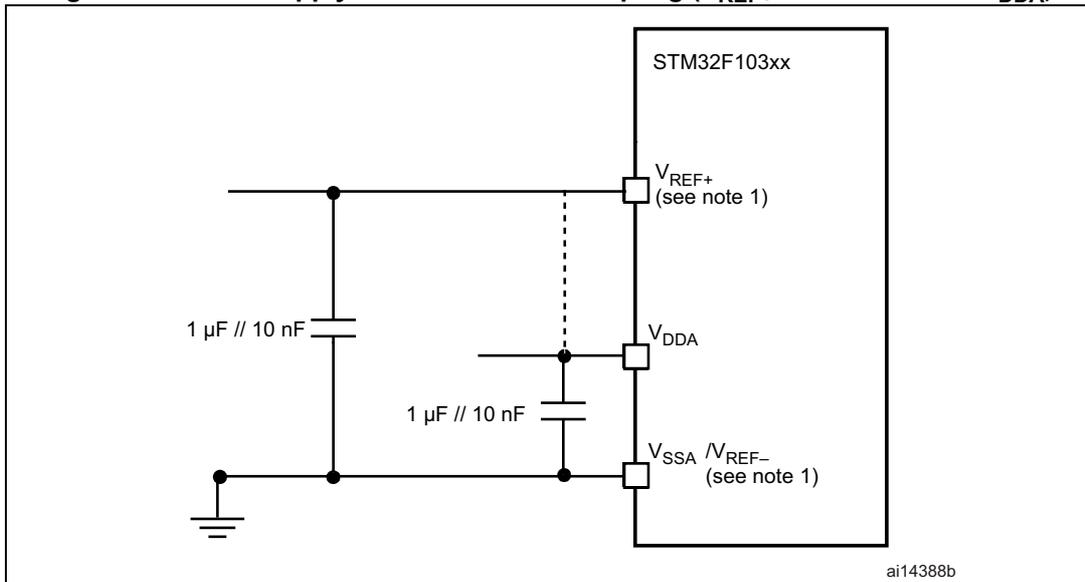 STM32F103xx
VREF+
(see note 1)
1 µF // 10 nF
VDDA
1 µF // 10 nF
VSSA /VREF–
(see note 1)
ai14388b